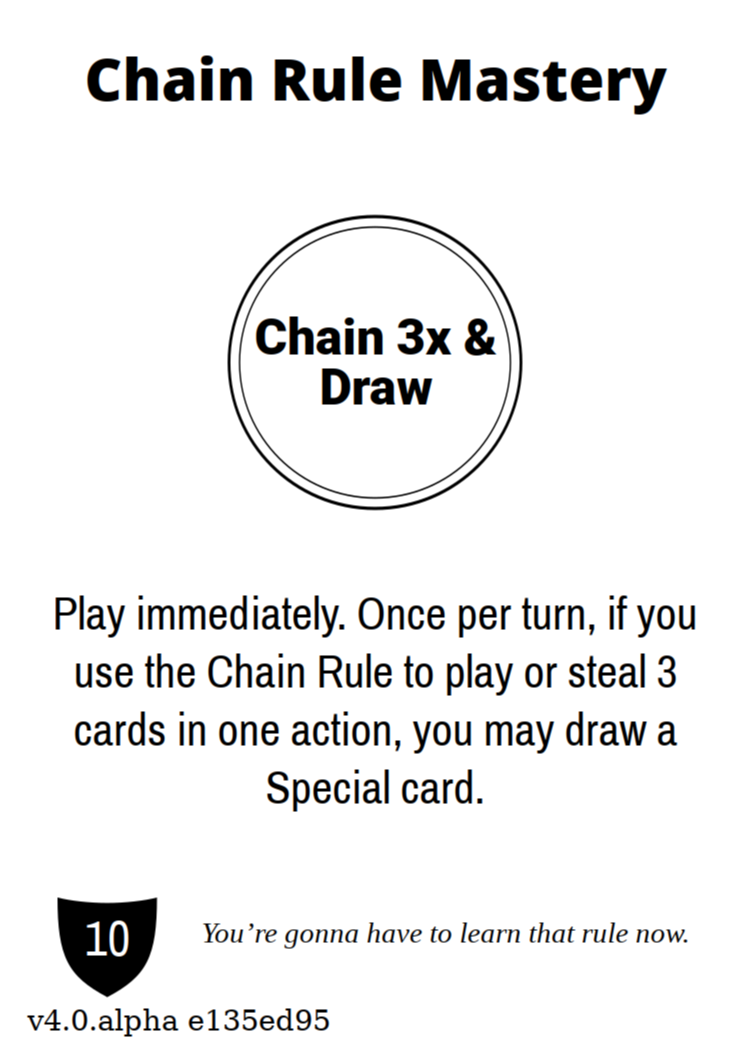 Chain Rule Mastery
Chain 3x &
Draw
Play immediately. Once per turn, if you
use the Chain Rule to play or steal 3
cards in one action, you may draw a
Special card.
10
You’re gonna have to learn that rule now.
v4.0.alpha e135ed95